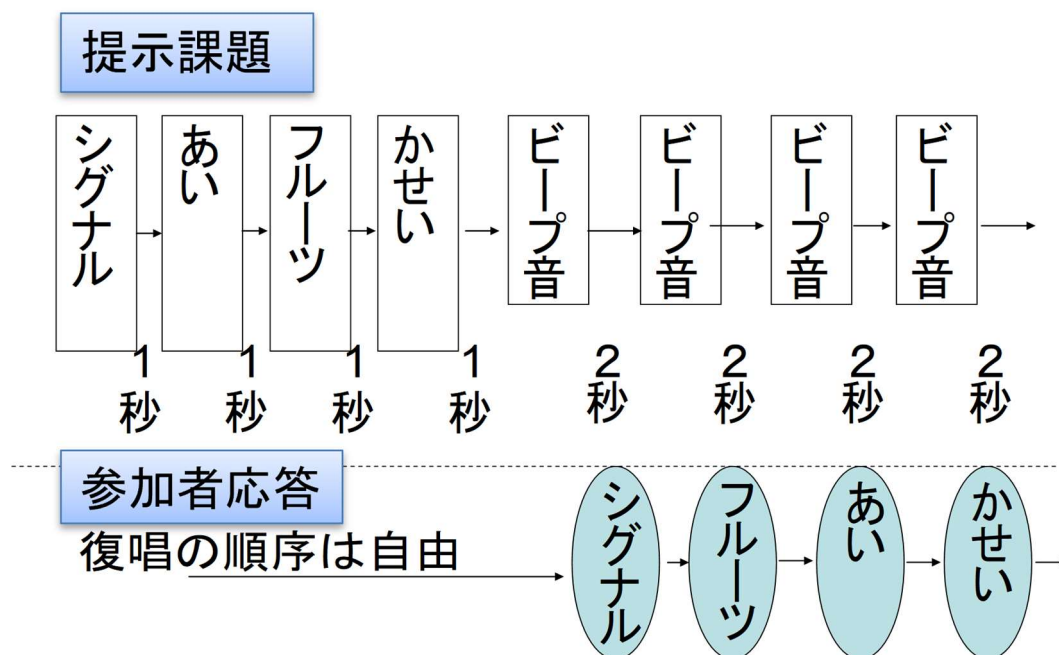 提示課題
シグナル
あい
フルーツ
かせい
ビープ音
ビープ音
ビープ音
ビープ音
1秒
1秒
1秒
1秒
2秒
2秒
2秒
2秒
参加者応答
復唱の順序は自由
シグナル
フルーツ
あい
かせい